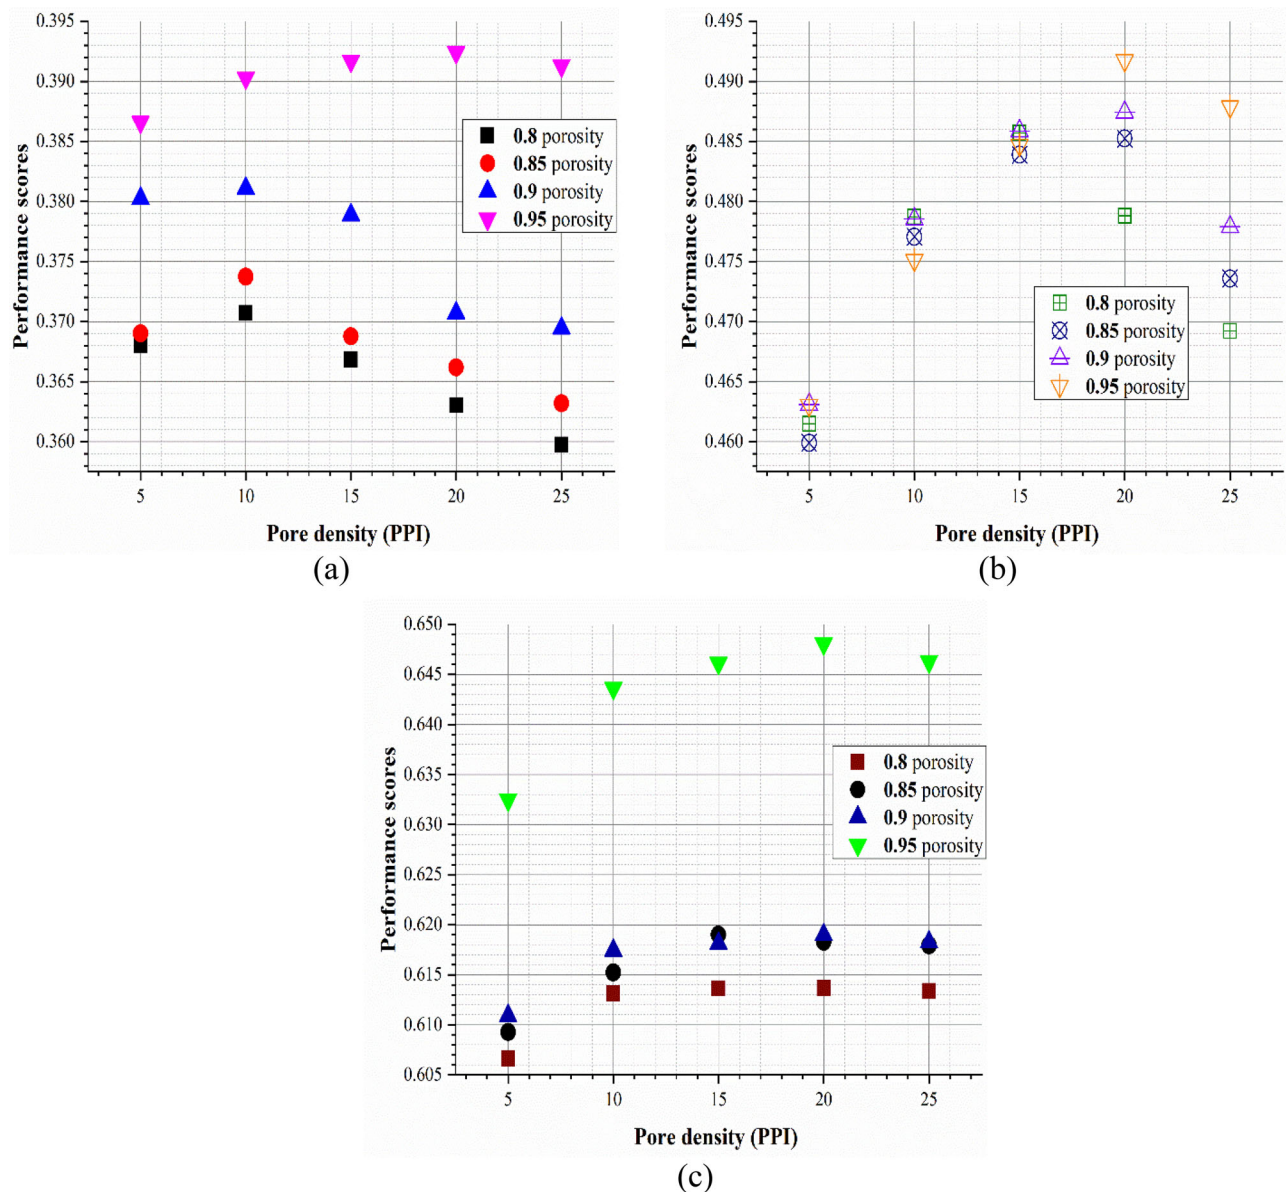 0.395
0.390
0.385
0.380
0.375
0.370
0.365
0.360
Performance scores
0.8 porosity
0.85 porosity
0.9 porosity
0.95 porosity
5 10 15 20 25
Pore density (PPI)
(a)
0.495
0.490
0.485
0.480
0.475
0.470
0.465
0.460
Performance scores
0.8 porosity
0.85 porosity
0.9 porosity
0.95 porosity
5 10 15 20 25
Pore density (PPI)
(b)
0.650
0.645
0.640
0.635
0.630
0.625
0.620
0.615
0.610
0.605
Performance scores
0.8 porosity
0.85 porosity
0.9 porosity
0.95 porosity
5 10 15 20 25
Pore density (PPI)
(c)